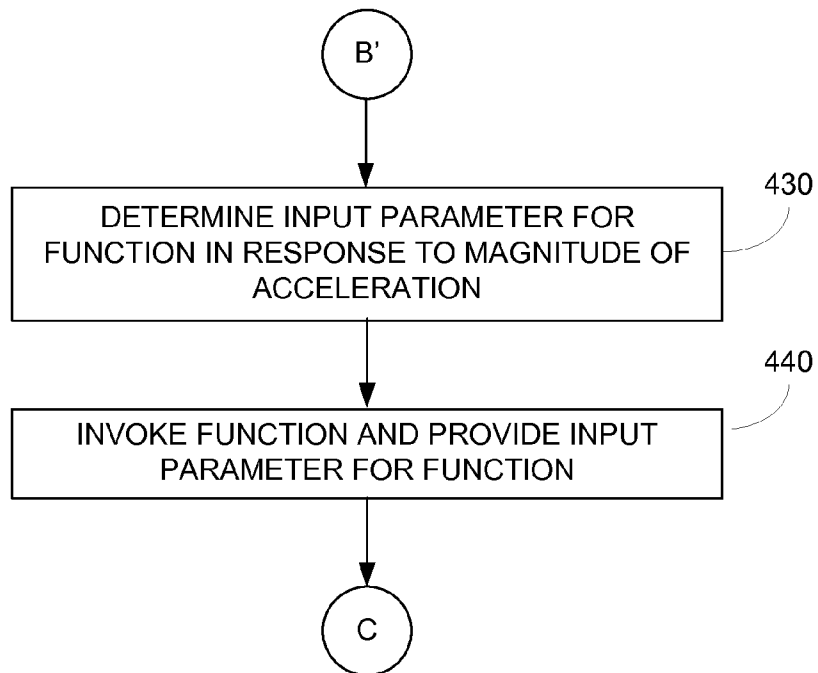 B’
430
DETERMINE INPUT PARAMETER FOR
FUNCTION IN RESPONSE TO MAGNITUDE OF
ACCELERATION
440
INVOKE FUNCTION AND PROVIDE INPUT
PARAMETER FOR FUNCTION
C